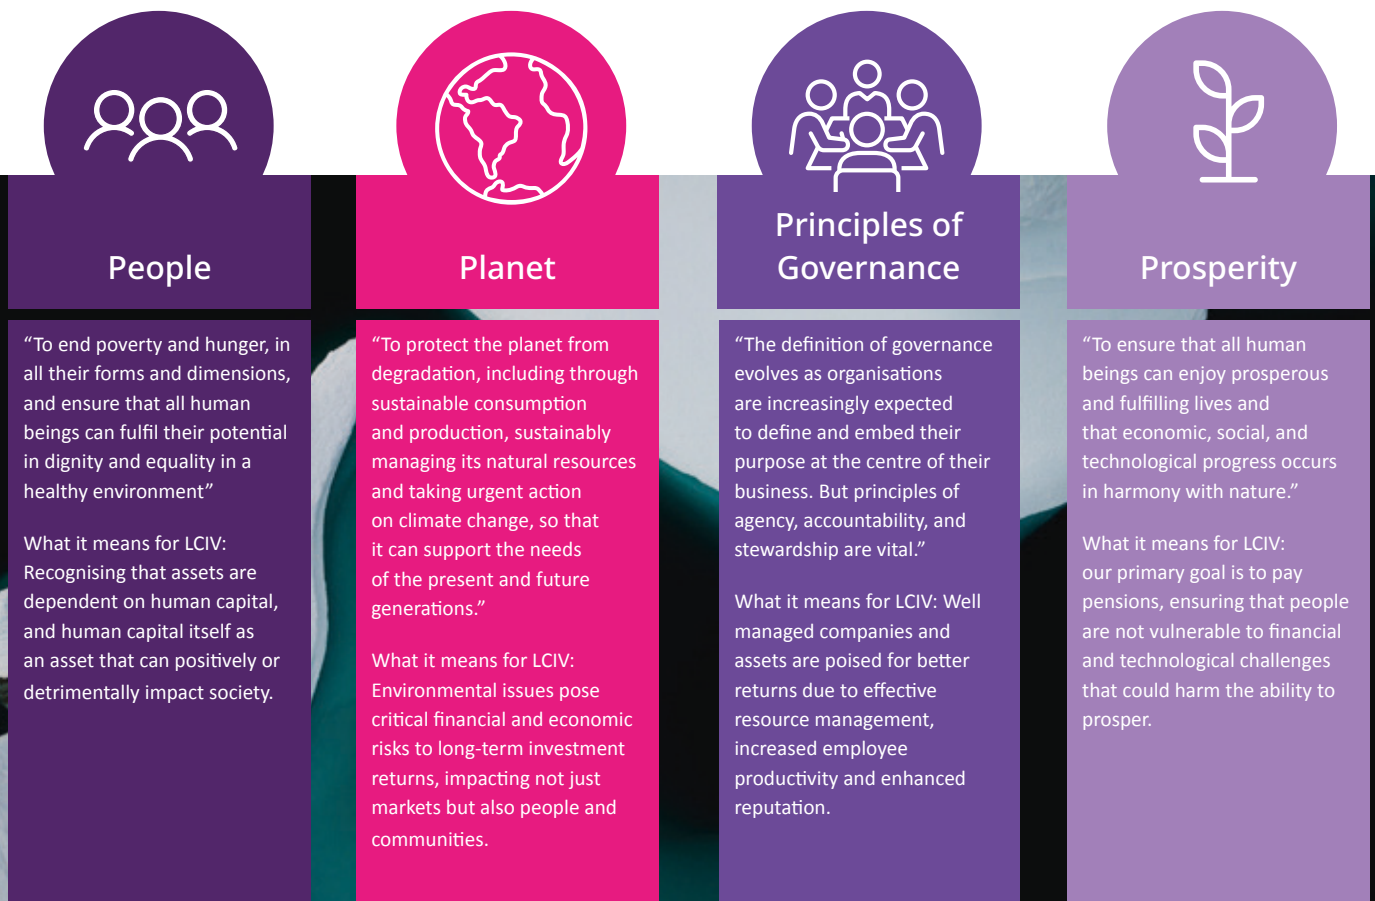 People
“To end poverty and hunger, in
all their forms and dimensions,
and ensure that all human
beings can fulfil their potential
in dignity and equality in a
healthy environment”
What it means for LCIV:
Recognising that assets are
dependent on human capital,
and human capital itself as
an asset that can positively or
detrimentally impact society.
Planet
“To protect the planet from
degradation, including through
sustainable consumption
and production, sustainably
managing its natural resources
and taking urgent action
on climate change, so that
it can support the needs
of the present and future
generations.”
What it means for LCIV:
Environmental issues pose
critical financial and economic
risks to long-term investment
returns, impacting not just
markets but also people and
communities.
Principles of
Governance
“The definition of governance
evolves as organisations
are increasingly expected
to define and embed their
purpose at the centre of their
business. But principles of
agency, accountability, and
stewardship are vital.”
What it means for LCIV: Well
managed companies and
assets are poised for better
returns due to effective
resource management,
increased employee
productivity and enhanced
reputation.
Prosperity
“To ensure that all human
beings can enjoy prosperous
and fulfilling lives and
that economic, social, and
technological progress occurs
in harmony with nature.”
What it means for LCIV:
our primary goal is to pay
pensions, ensuring that people
are not vulnerable to financial
and technological challenges
that could harm the ability to
prosper.